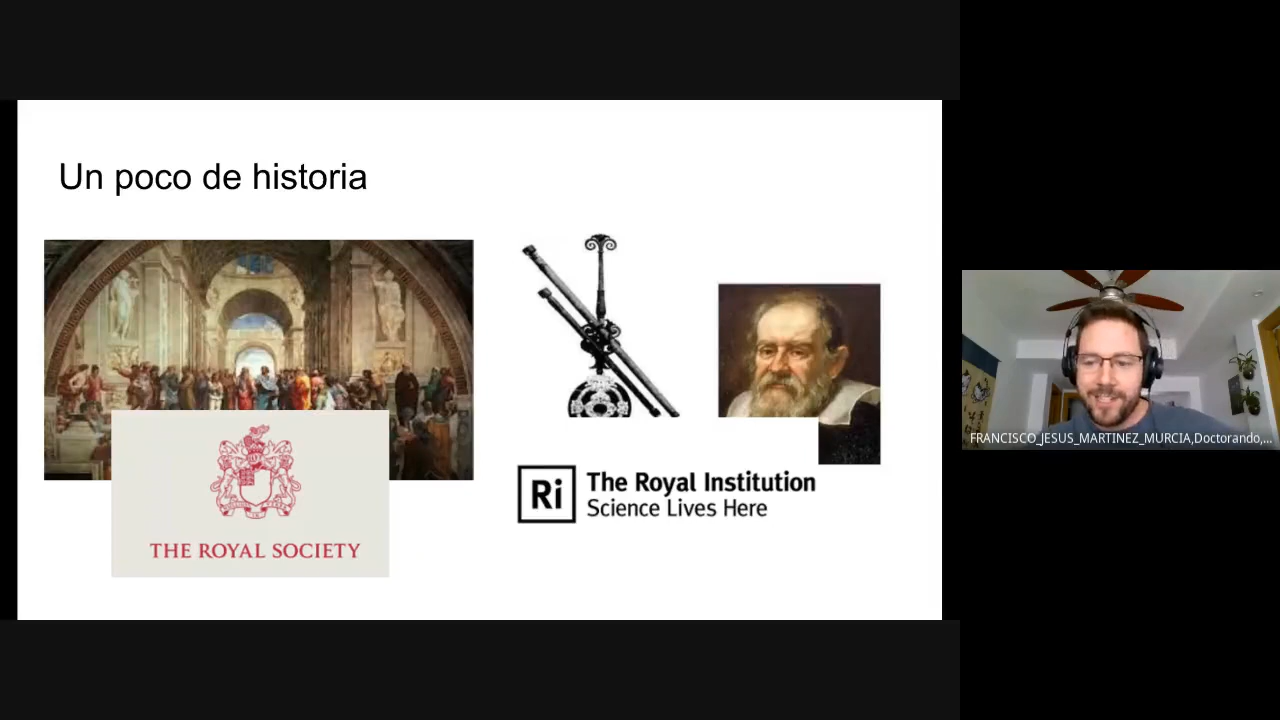 Un poco de historia
THE ROYAL SOCIETY
Ri
The Royal Institution
Science Lives Here
FRANCISCO_JESUS_MARTINEZ_MURCIA,Doctorando,...